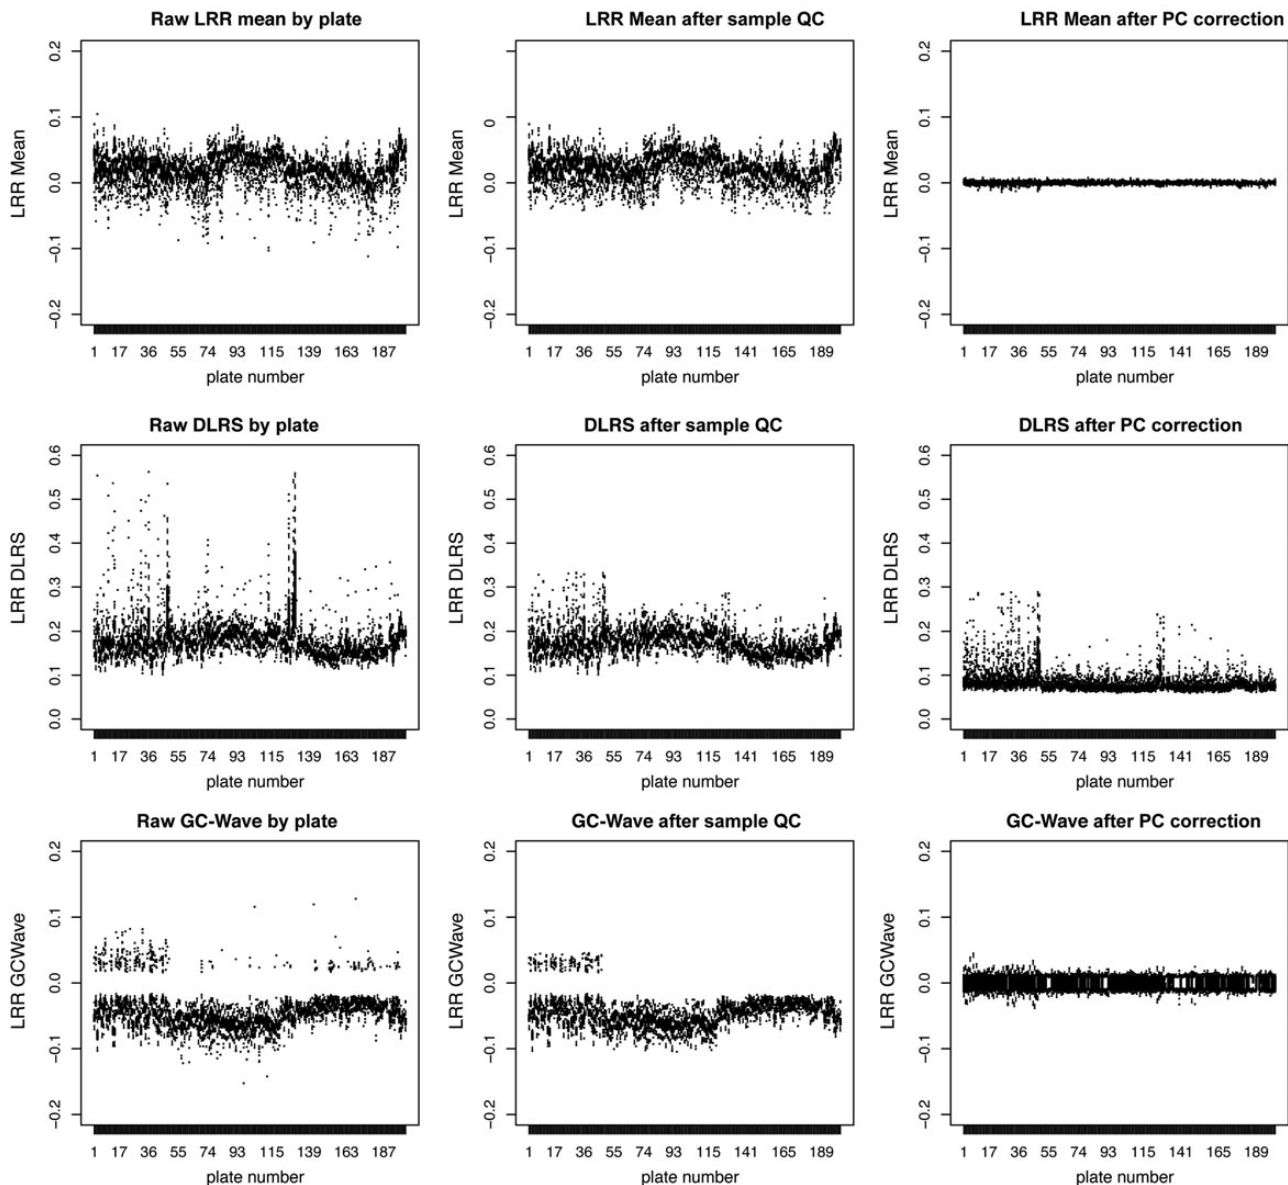 Raw LRR mean by plate
LRR Mean after sample QC
LRR Mean after PC correction
LRR Mean
0.2
0.1
0.0
−0.1
−0.2
1 17 36 55 74 93 115 139 163 187
plate number
LRR Mean
0
0.0
−0.1
−0.2
1 17 36 55 74 93 115 141 165 189
plate number
LRR Mean
0.2
0.1
0.0
−0.1
−0.2
1 17 36 55 74 93 115 141 165 189
plate number
Raw DLRS by plate
DLRS after sample QC
DLRS after PC correction
LRR DLRS
0.6
0.5
0.4
0.3
0.2
0.1
0.0
1 17 36 55 74 93 115 139 163 187
plate number
LRR DLRS
0.6
0.5
0.4
0.3
0.2
0.1
0.0
1 17 36 55 74 93 115 141 165 189
plate number
LRR DLRS
0.6
0.5
0.4
0.3
0.2
0.1
0.0
1 17 36 55 74 93 115 141 165 189
plate number
Raw GC-Wave by plate
GC-Wave after sample QC
GC-Wave after PC correction
LRR GCWave
0.2
0.1
0.0
−0.1
−0.2
1 17 36 55 74 93 115 139 163 187
plate number
LRR GCWave
0.2
0.1
0.0
−0.1
−0.2
1 17 36 55 74 93 115 141 165 189
plate number
LRR GCWave
0.2
0.1
0.0
−0.1
−0.2
1 17 36 55 74 93 115 141 165 189
plate number